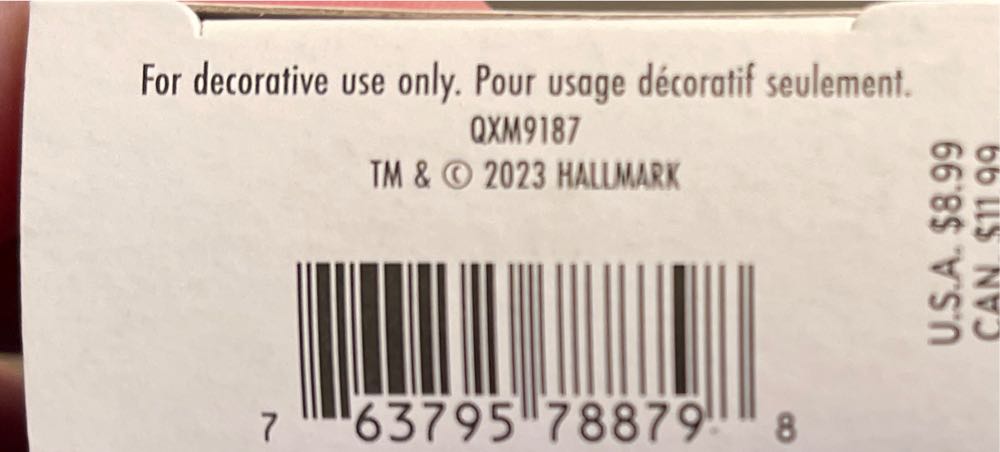 For decorative use only. Pour usage décoratif seulement.
QXM9187
TM & © 2023 HALLMARK
U.S.A. $8.99
CAN. $11.99
7 63795 78879 8